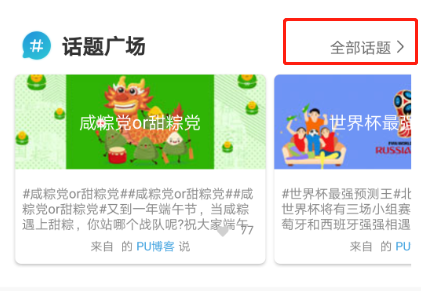 # 话题广场
全部话题 >
咸粽党or甜粽党
世界杯最强
RUSSIA
#咸粽党or甜粽党##咸粽党or甜粽党##咸
粽党or甜粽党#又到一年端午节，当咸粽
遇上甜粽，你站哪个战队呢?祝大家端午
77
来自 的 PU博客 说
#世界杯最强预测王#北
世界杯将有三场小组赛
萄牙和西班牙强强相遇
来自 的 PU